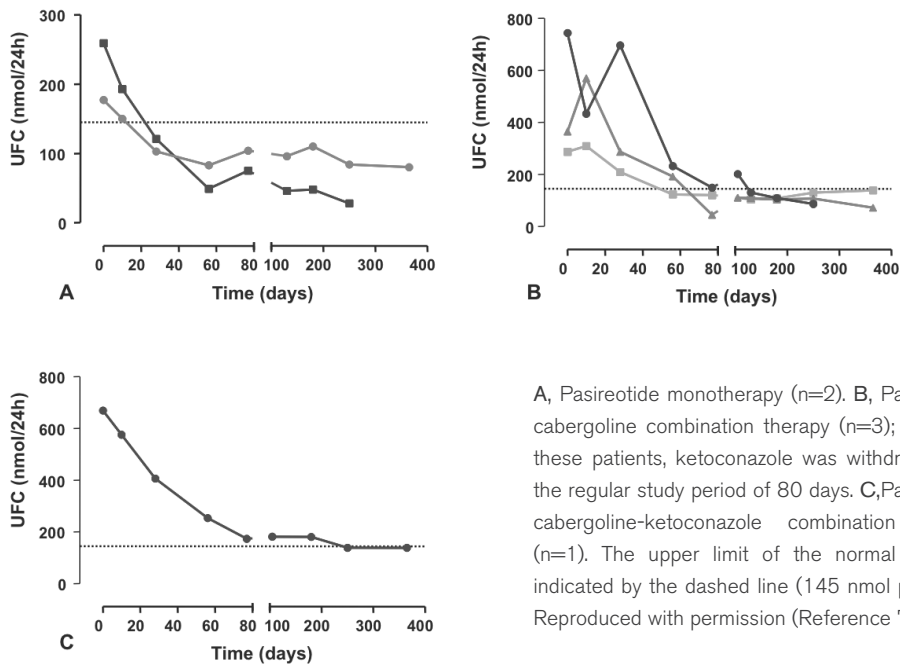 300
200
100
0
UFC (nmol/24h)
0 20 40 60 80 100 200 300 400
A
Time (days)
800
600
400
200
0
UFC (nmol/24h)
0 20 40 60 80 100 200 300 400
B
Time (days)
800
600
400
200
0
UFC (nmol/24h)
0 20 40 60 80 100 200 300 400
C
Time (days)
A, Pasireotide monotherapy (n=2). B, Pa
cabergoline combination therapy (n=3);
these patients, ketoconazole was withdr
the regular study period of 80 days. C,Pa
cabergoline-ketoconazole combination
(n=1). The upper limit of the normal
indicated by the dashed line (145 nmol p
Reproduced with permission (Reference